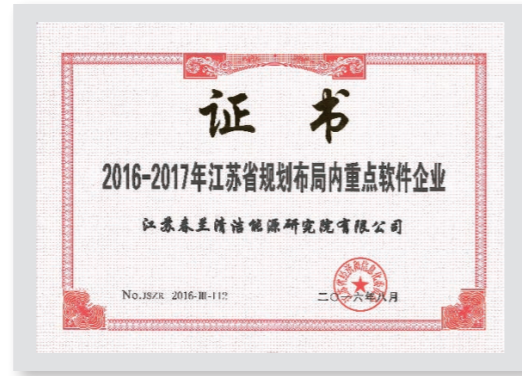 证书
2016-2017年江苏省规划布局内重点软件企业
江苏春兰清洁能源研究院有限公司
No.JSZR 2016-Ⅲ-112
二〇一六年八月